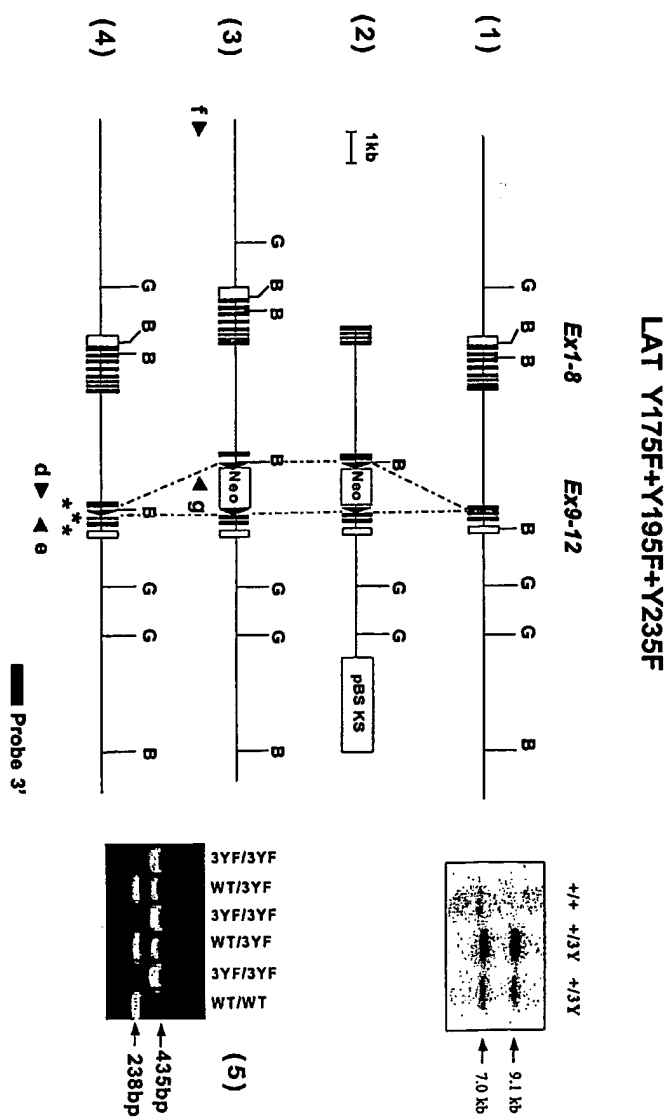 LAT Y175F+Y195F+Y235F
Ex1-8 Ex9-12
(1) G B B B G G B
(2) 1kb B Neo G G pBS KS
(3) G B B B Neo G G B
f g
(4) G B B B G G B
d * * * e
Probe 3'
+/+ +/3Y +/3Y
9.1 kb
7.0 kb
(5)
3YF/3YF
WT/3YF
3YF/3YF
WT/3YF
3YF/3YF
WT/WT
435bp
238bp